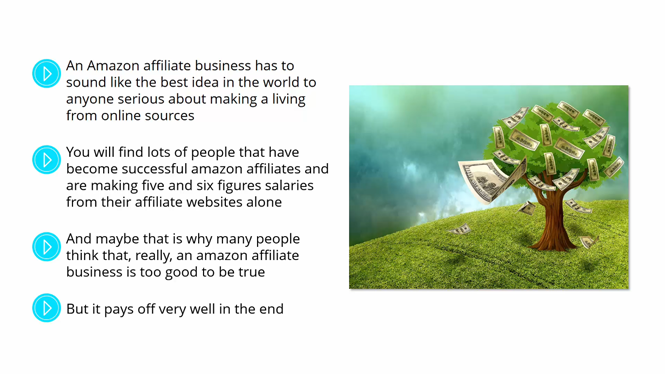 An Amazon affiliate business has to
sound like the best idea in the world to
anyone serious about making a living
from online sources
You will find lots of people that have
become successful amazon affiliates and
are making five and six figures salaries
from their affiliate websites alone
And maybe that is why many people
think that, really, an amazon affiliate
business is too good to be true
But it pays off very well in the end